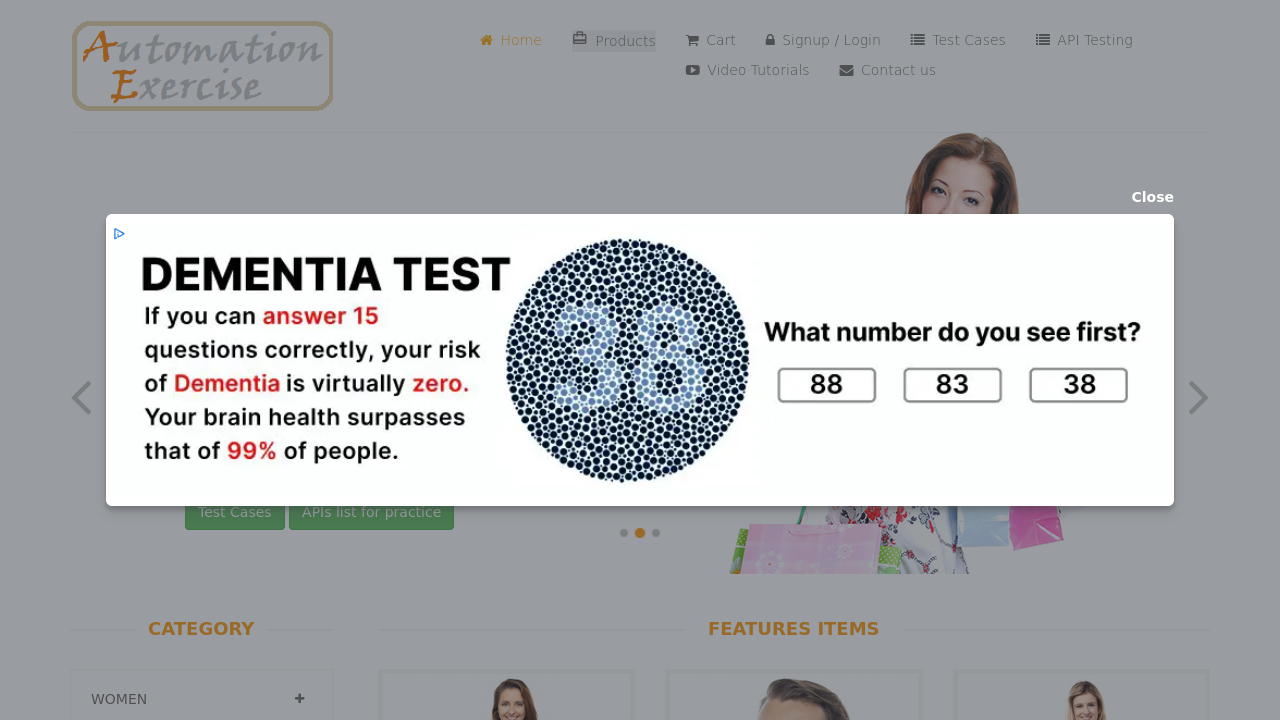 Automation
Exercise
Home
Products
Cart
Signup / Login
Test Cases
API Testing
Video Tutorials
Contact us
Close
DEMENTIA TEST
If you can answer 15
questions correctly, your risk
of Dementia is virtually zero.
Your brain health surpasses
that of 99% of people.
38
What number do you see first?
88
83
38
Test Cases
APIs list for practice
CATEGORY
FEATURES ITEMS
WOMEN